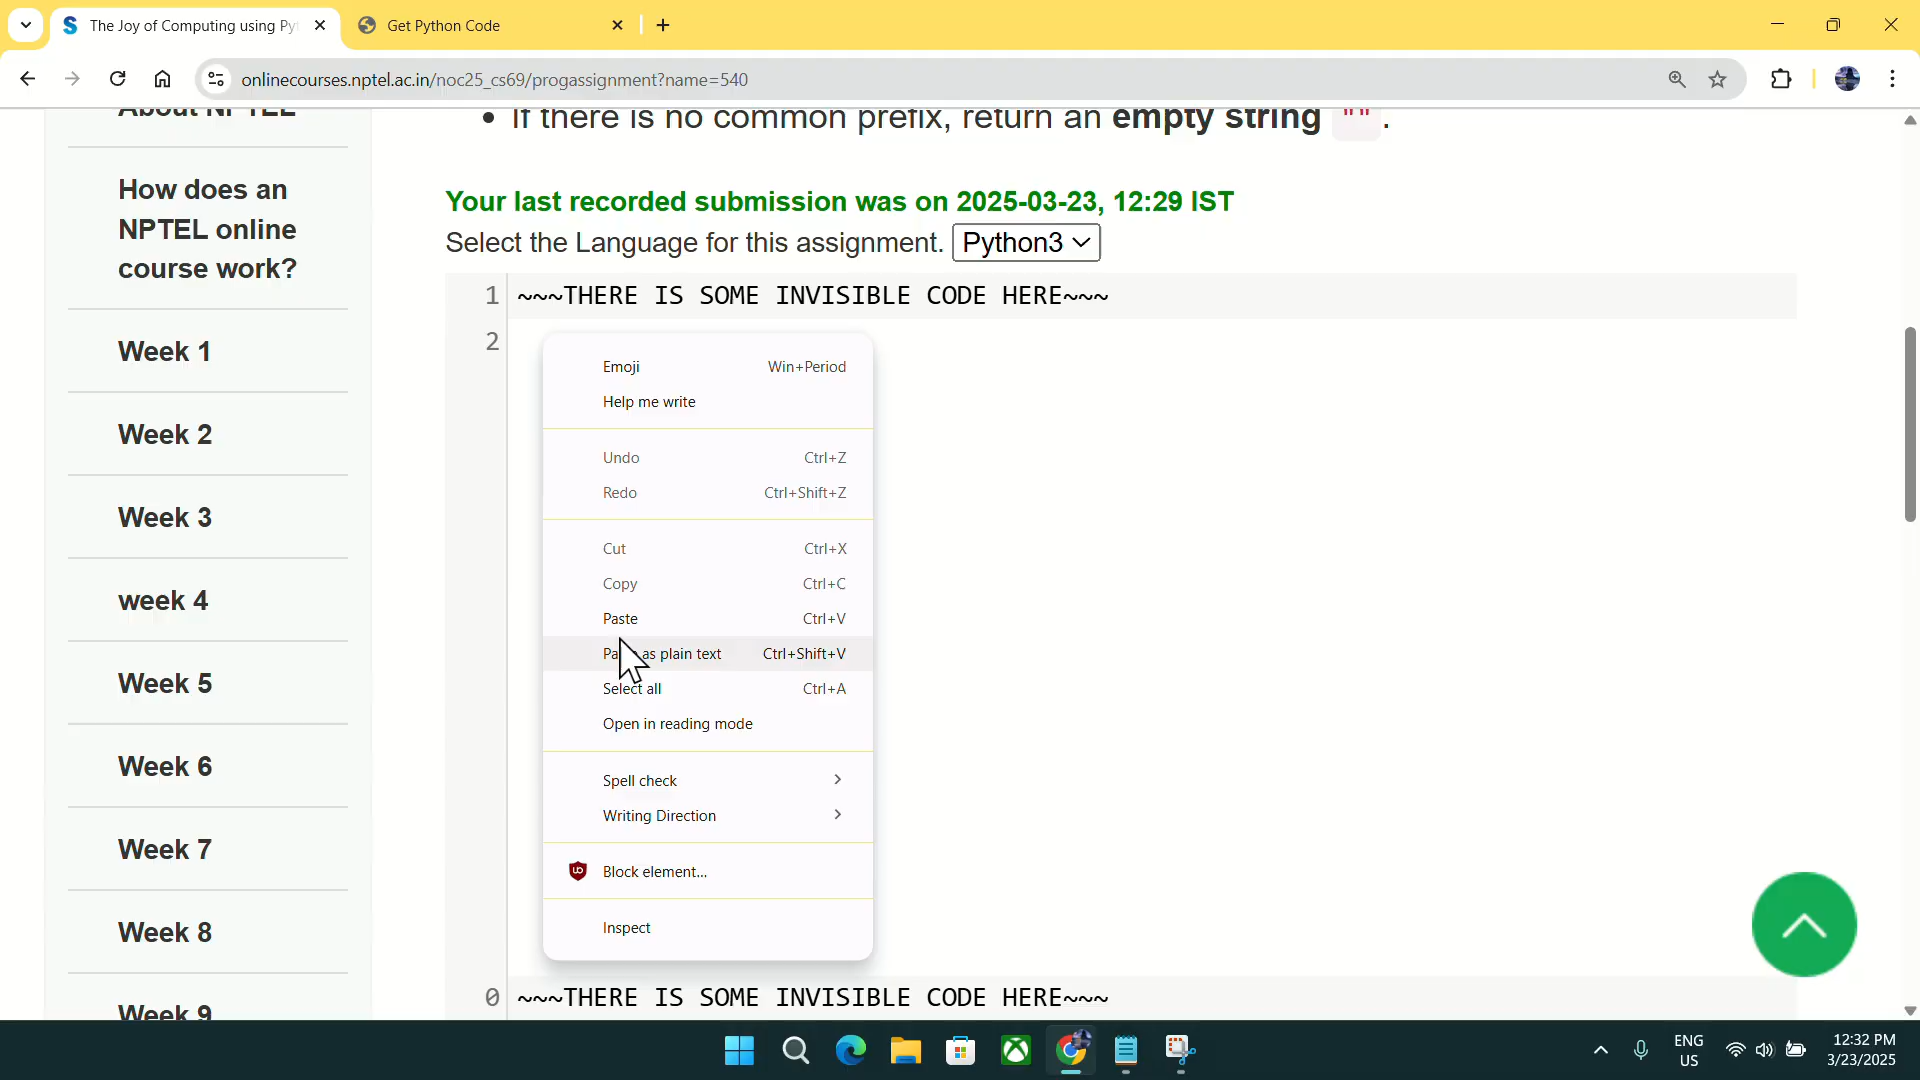 The Joy of Computing using Py
Get Python Code
onlinecourses.nptel.ac.in/noc25_cs69/progassignment?name=540
About NPTEL
How does an
NPTEL online
course work?
Week 1
Week 2
Week 3
week 4
Week 5
Week 6
Week 7
Week 8
Week 9
• If there is no common prefix, return an empty string "".
Your last recorded submission was on 2025-03-23, 12:29 IST
Select the Language for this assignment. Python3
1 ~~~THERE IS SOME INVISIBLE CODE HERE~~~
2
Emoji Win+Period
Help me write
Undo Ctrl+Z
Redo Ctrl+Shift+Z
Cut Ctrl+X
Copy Ctrl+C
Paste Ctrl+V
Paste as plain text Ctrl+Shift+V
Select all Ctrl+A
Open in reading mode
Spell check
Writing Direction
Block element...
Inspect
0 ~~~THERE IS SOME INVISIBLE CODE HERE~~~
ENG
US
12:32 PM
3/23/2025